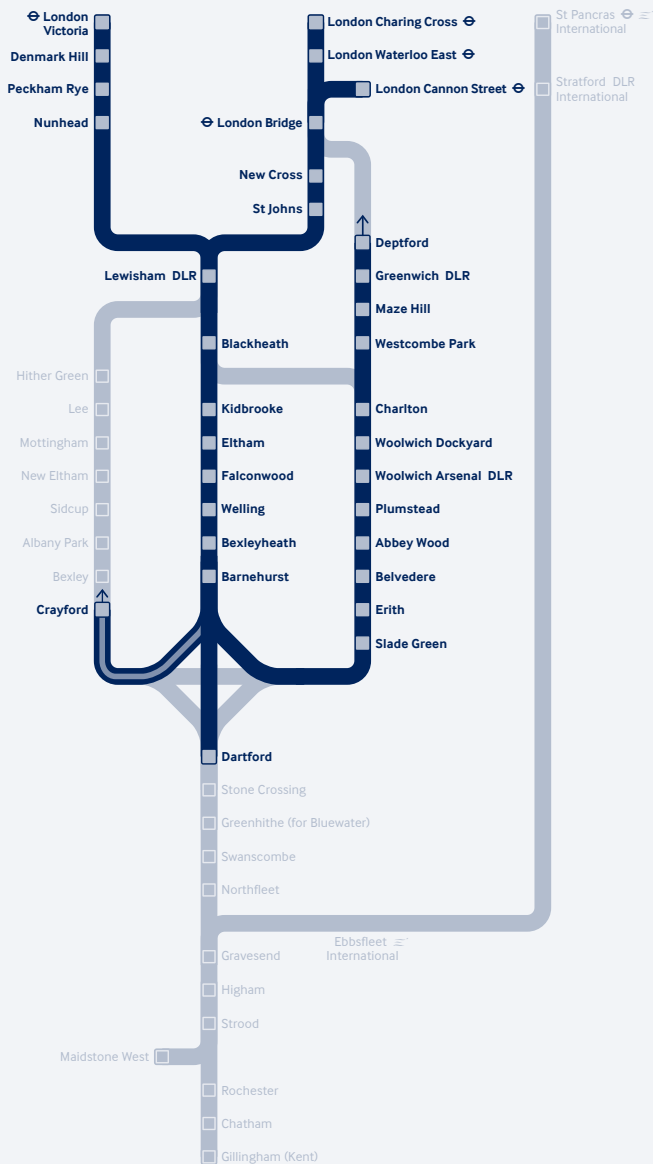 London
Victoria
Denmark Hill
Peckham Rye
Nunhead
London Charing Cross
London Waterloo East
London Cannon Street
London Bridge
New Cross
St Johns
St Pancras
International
Stratford DLR
International
Deptford
Lewisham DLR
Greenwich DLR
Maze Hill
Blackheath
Westcombe Park
Hither Green
Lee
Kidbrooke
Charlton
Mottingham
Eltham
Woolwich Dockyard
New Eltham
Falconwood
Woolwich Arsenal DLR
Sidcup
Welling
Plumstead
Albany Park
Bexleyheath
Abbey Wood
Bexley
Barnehurst
Belvedere
Crayford
Erith
Slade Green
Dartford
Stone Crossing
Greenhithe (for Bluewater)
Swanscombe
Northfleet
Ebbsfleet
International
Gravesend
Higham
Strood
Maidstone West
Rochester
Chatham
Gillingham (Kent)